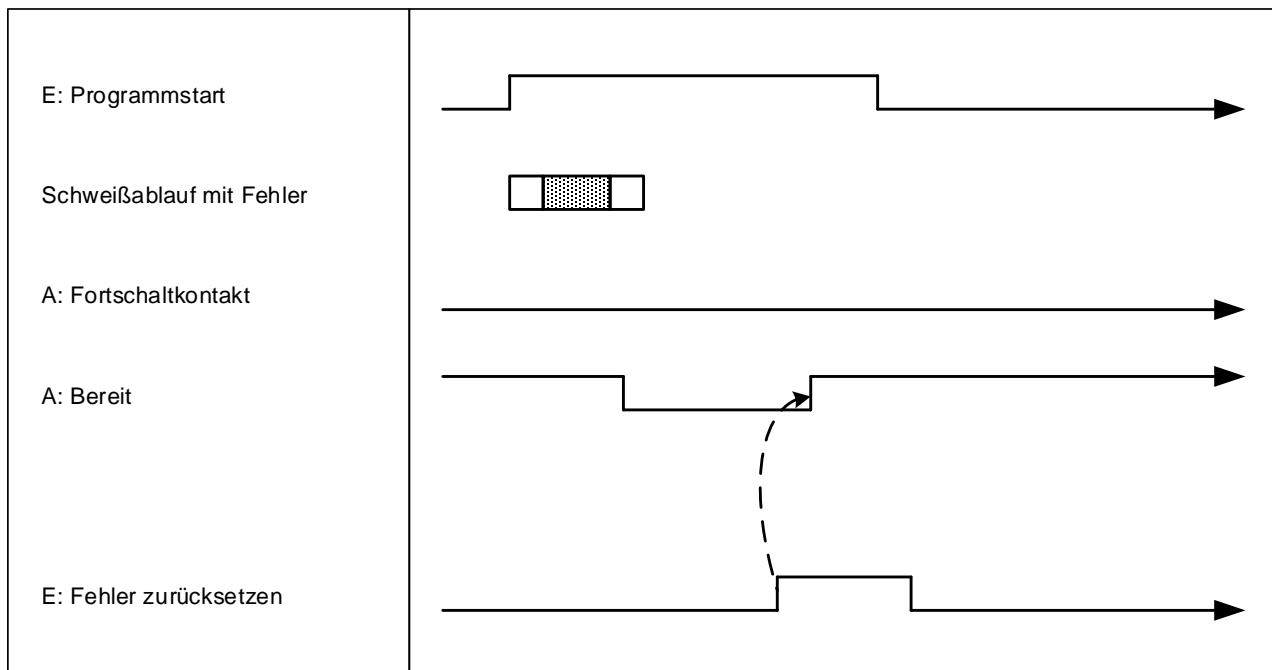 E: Programmstart
Schweißablauf mit Fehler
A: Fortschaltkontakt
A: Bereit
E: Fehler zurücksetzen